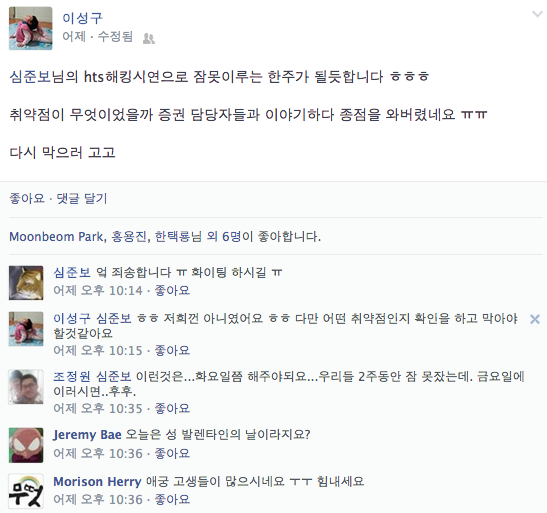 이성구
어제 · 수정됨
심준보님의 hts해킹시연으로 잠못이루는 한주가 될듯합니다 ㅎㅎㅎ
취약점이 무엇이었을까 증권 담당자들과 이야기하다 종점을 와버렸네요 ㅠㅠ
다시 막으러 고고
좋아요 · 댓글 달기
Moonbeom Park, 홍용진, 한택룡님 외 6명이 좋아합니다.
심준보 엌 죄송합니다 ㅠ 화이팅 하시길 ㅠ
어제 오후 10:14 · 좋아요
이성구 심준보 ㅎㅎ 저희껀 아니었어요 ㅎㅎ 다만 어떤 취약점인지 확인을 하고 막아야
할것같아요
어제 오후 10:15 · 좋아요
조정원 심준보 이런것은...화요일쯤 해주야되요...우리들 2주동안 잠 못잤는데. 금요일에
이러시면..후후.
어제 오후 10:35 · 좋아요
Jeremy Bae 오늘은 성 발렌타인의 날이라지요?
어제 오후 10:36 · 좋아요
무엇
Morison Herry 애궁 고생들이 많으시네요 ㅜㅜ 힘내세요
어제 오후 10:36 · 좋아요